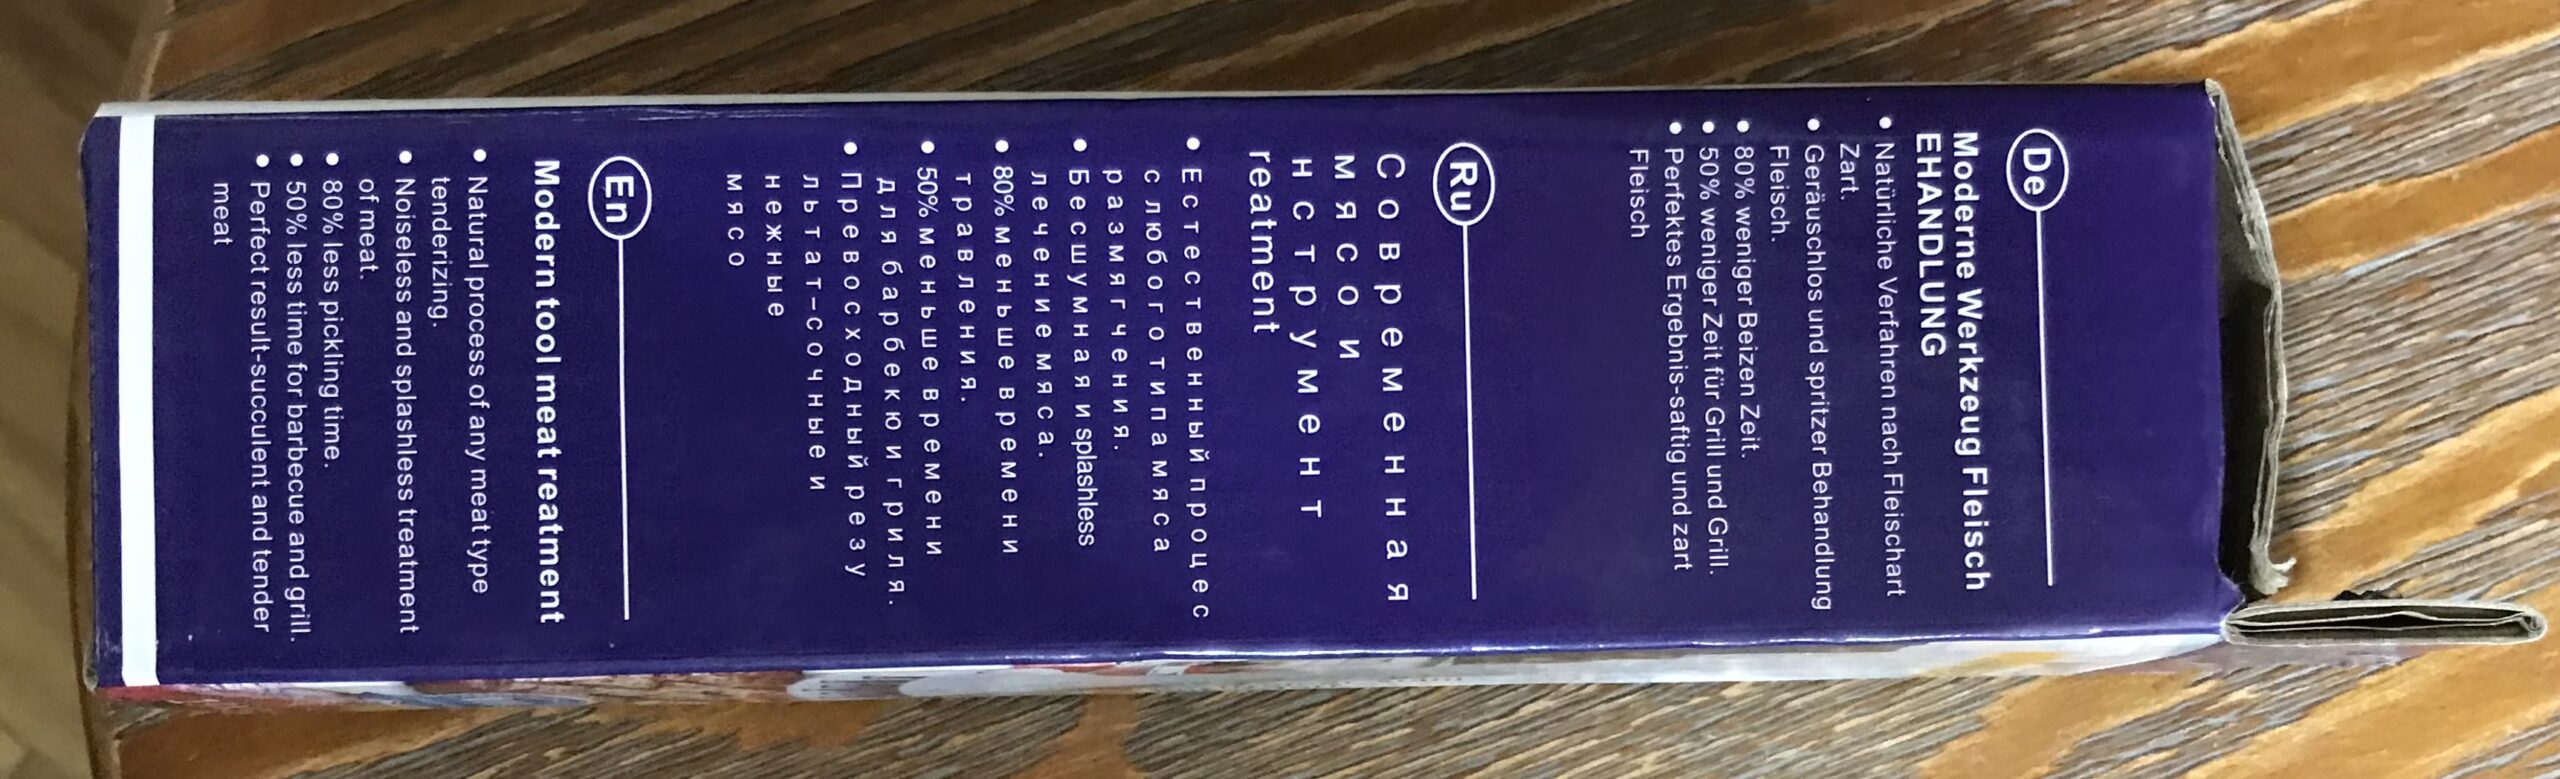 De
Moderne Werkzeug Fleisch
EHANDLUNG
• Natürliche Verfahren nach Fleischart
Zart.
• Geräuschlos und spritzer Behandlung
Fleisch.
• 80% weniger Beizen Zeit.
• 50% weniger Zeit für Grill und Grill.
• Perfektes Ergebnis-saftig und zart
Fleisch
Ru
Современная
мясо и
нструмент
reatment
• Естественный процес
с любого типа мяса
размягчения.
• Бесшумная и splashless
лечение мяса.
• 80% меньше времени
травления.
• 50% меньше времени
для барбекю и гриля.
• Превосходный резу
льтат-сочные и
нежные
мясо
En
Modern tool meat reatment
• Natural process of any meat type
tenderizing.
• Noiseless and splashless treatment
of meat.
• 80% less pickling time.
• 50% less time for barbecue and grill.
• Perfect result-succulent and tender
meat